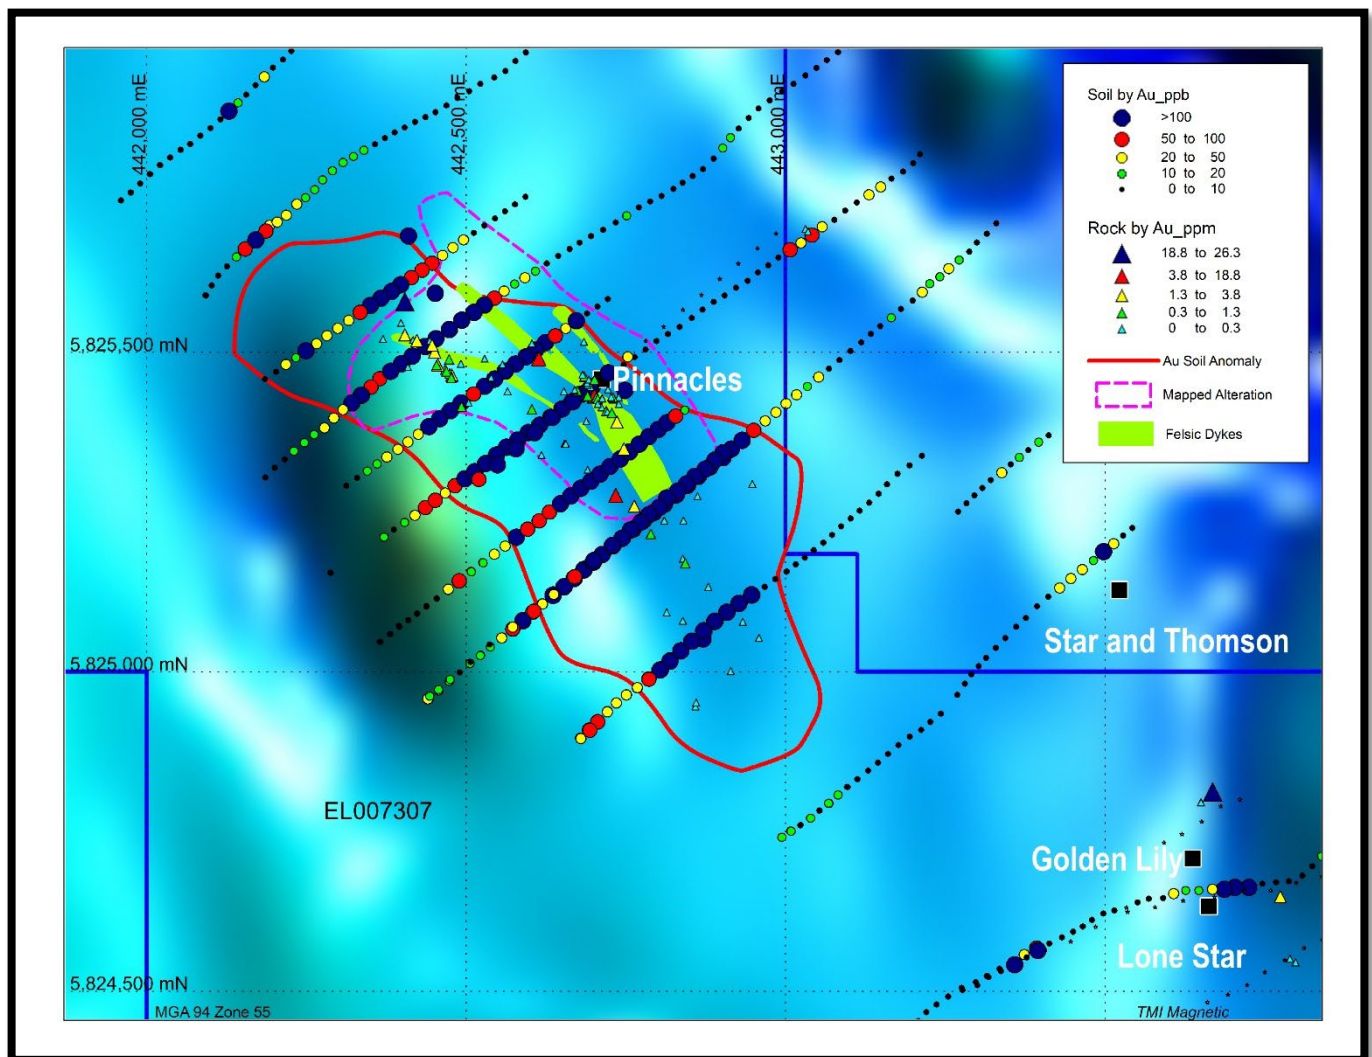 442,000 mE
442,500 mE
443,000 mE
Soil by Au_ppb
>100
50 to 100
20 to 50
10 to 20
0 to 10
Rock by Au_ppm
18.8 to 26.3
3.8 to 18.8
1.3 to 3.8
0.3 to 1.3
0 to 0.3
Au Soil Anomaly
Mapped Alteration
Felsic Dykes
5,825,500 mN
Pinnacles
Star and Thomson
5,825,000 mN
EL007307
Golden Lily
Lone Star
5,824,500 mN
MGA 94 Zone 55
TMI Magnetic